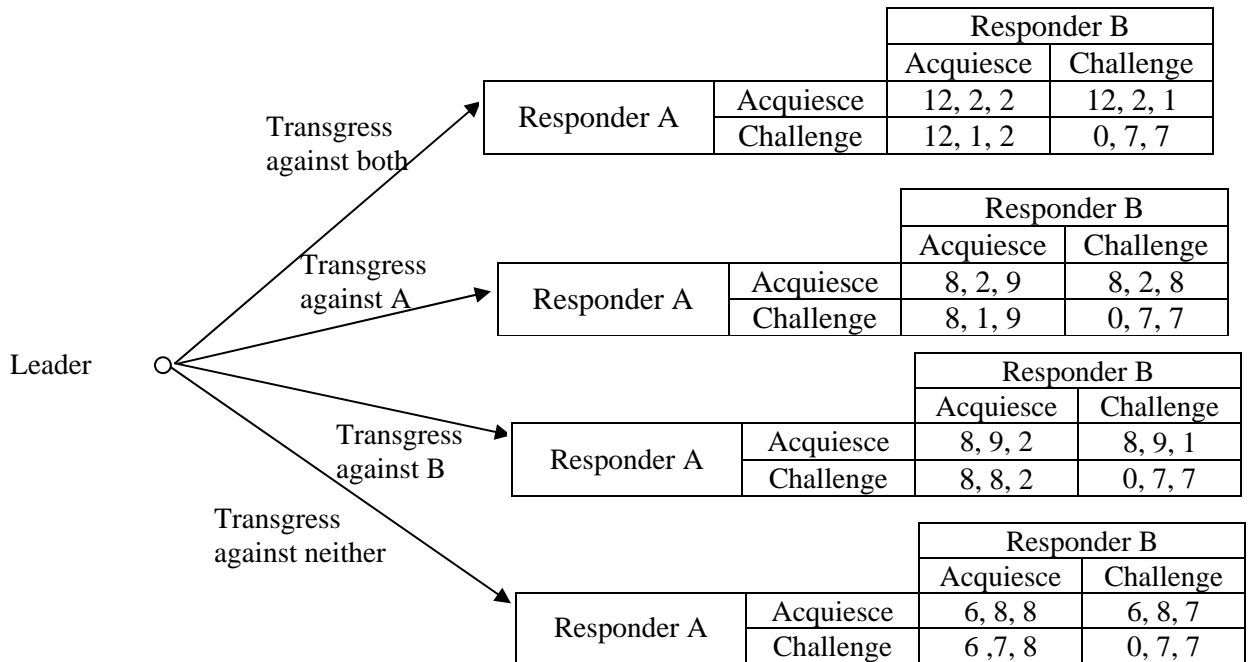 Responder B
Acquiesce Challenge
Responder A Acquiesce 12, 2, 2 12, 2, 1
Challenge 12, 1, 2 0, 7, 7
Transgress
against both
Responder B
Acquiesce Challenge
Responder A Acquiesce 8, 2, 9 8, 2, 8
Challenge 8, 1, 9 0, 7, 7
Transgress
against A
Leader
Responder B
Acquiesce Challenge
Responder A Acquiesce 8, 9, 2 8, 9, 1
Challenge 8, 8, 2 0, 7, 7
Transgress
against B
Transgress
against neither
Responder B
Acquiesce Challenge
Responder A Acquiesce 6, 8, 8 6, 8, 7
Challenge 6 ,7, 8 0, 7, 7